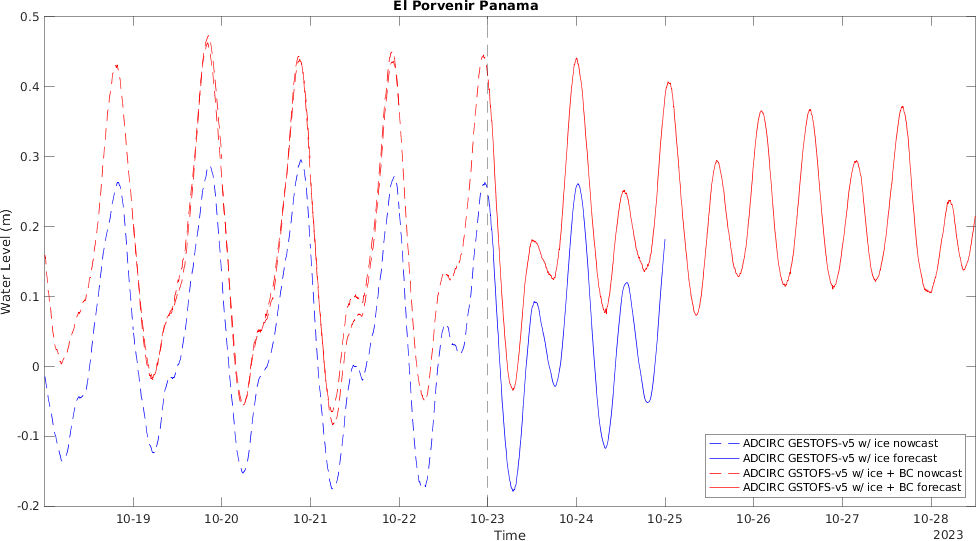 El Porvenir Panama
0.5
0.4
0.3
0.2
0.1
0
-0.1
-0.2
Water Level (m)
10-19
10-20
10-21
10-22
10-23
10-24
10-25
10-26
10-27
10-28
Time
2023
ADCIRC GESTOFS-v5 w/ ice nowcast
ADCIRC GESTOFS-v5 w/ ice forecast
ADCIRC GSTOFS-v5 w/ ice + BC nowcast
ADCIRC GSTOFS-v5 w/ ice + BC forecast